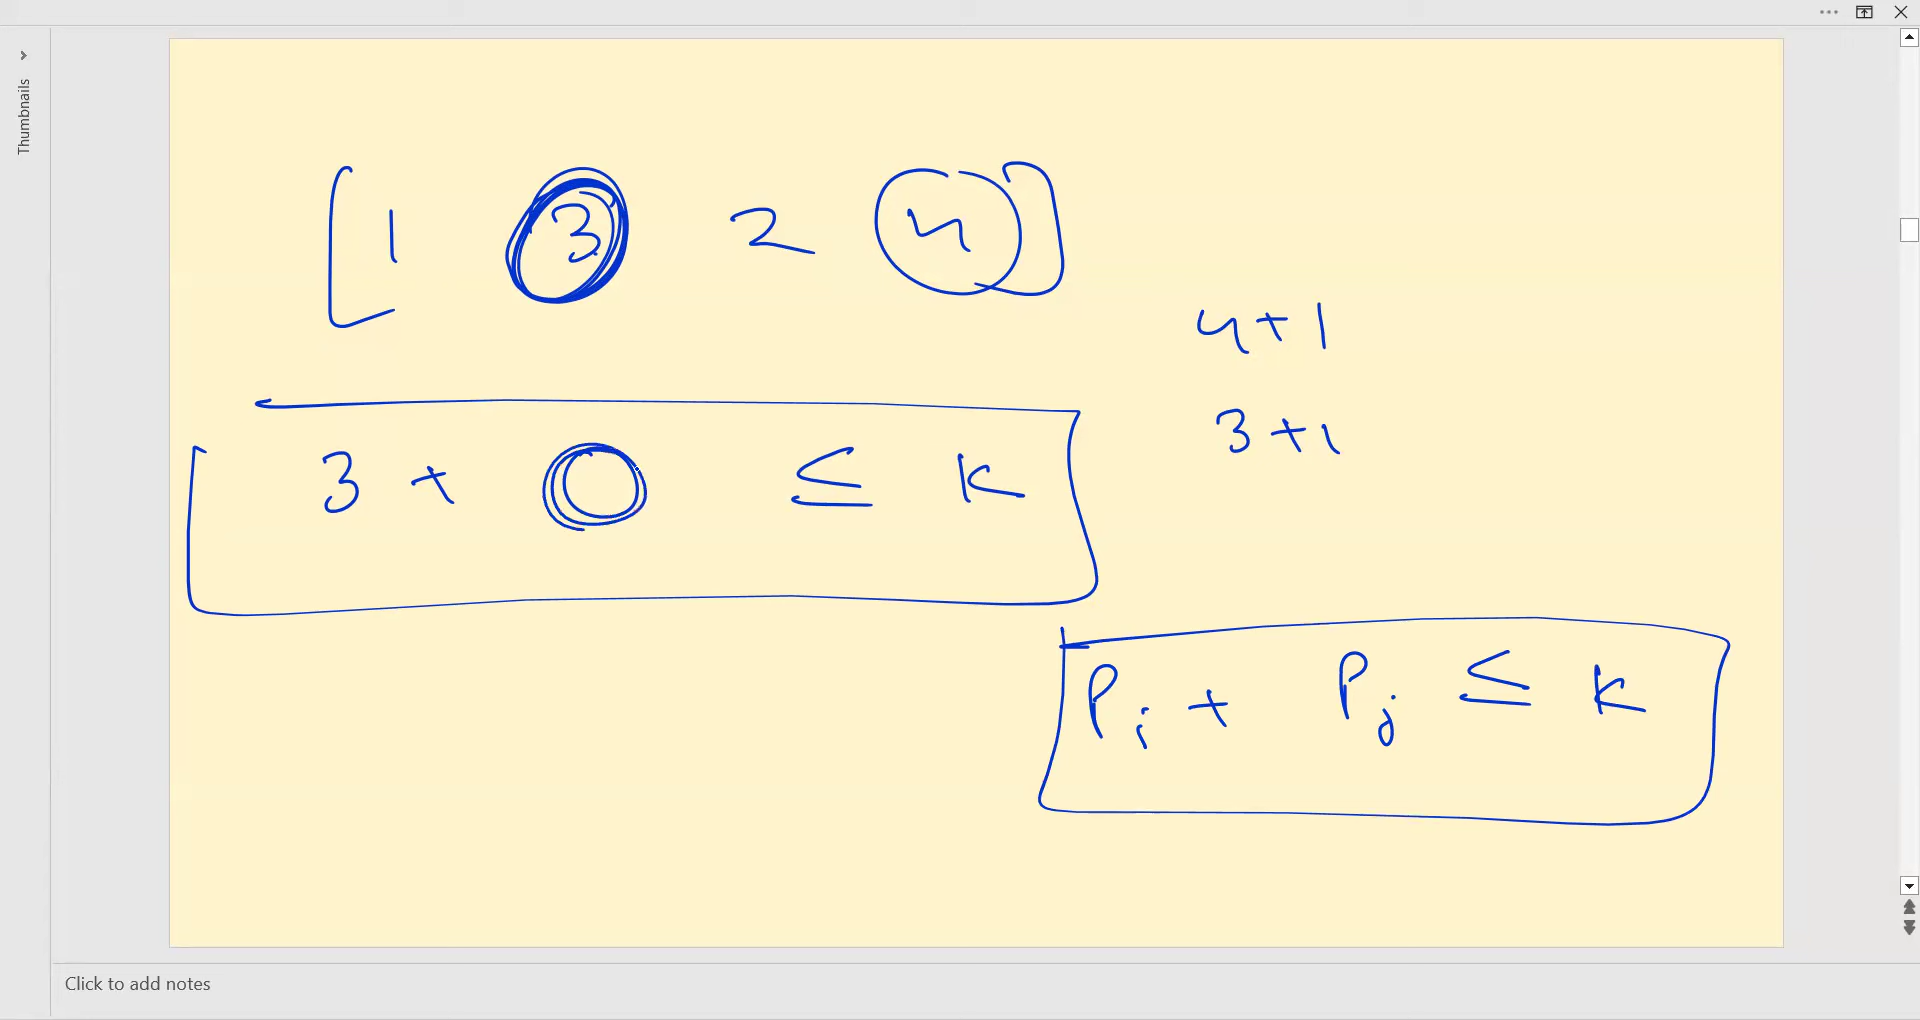 Thumbnails
[ 1 3 2 4 ]
4 + 1
3 + 1
3 + ◯ ≤ K
Pi + Pj ≤ K
Click to add notes